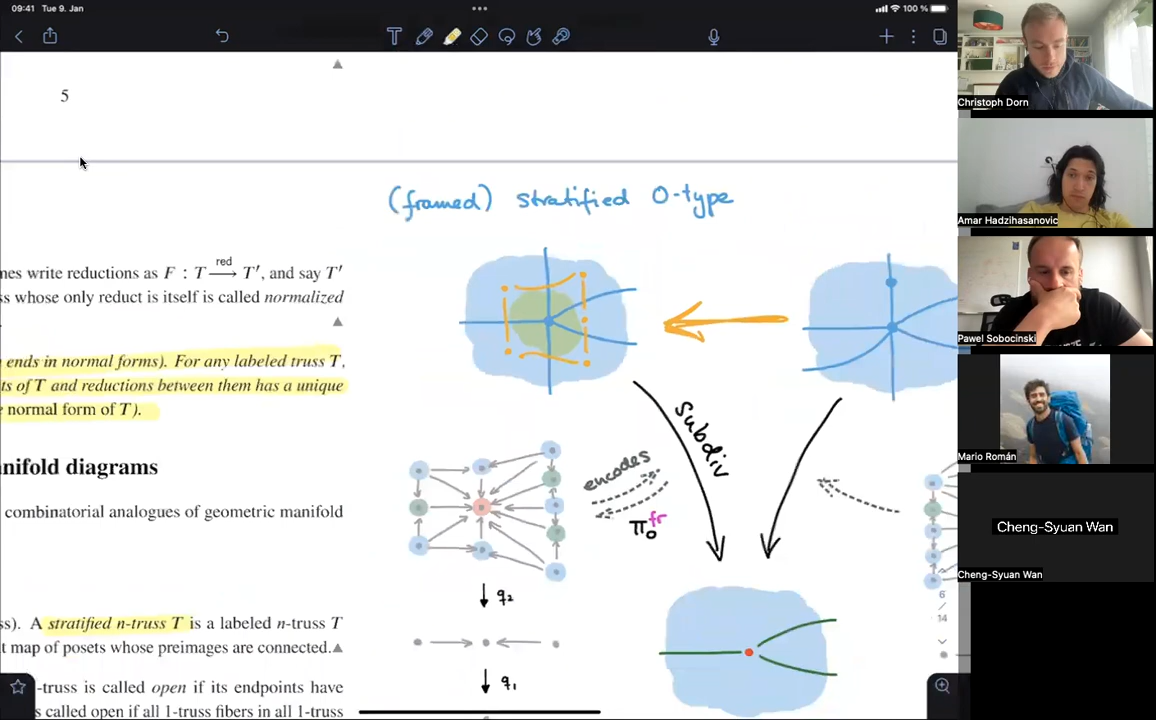 09:41 Tue 9. Jan
100 %
5
(framed) stratified 0-type
nes write reductions as F : T red→ T′, and say T′
ss whose only reduct is itself is called normalized
ends in normal forms). For any labeled truss T,
ts of T and reductions between them has a unique
normal form of T).
anifold diagrams
combinatorial analogues of geometric manifold
ss). A stratified n-truss T is a labeled n-truss T
t map of posets whose preimages are connected.▲
-truss is called open if its endpoints have
s called open if all 1-truss fibers in all 1-truss
Subdiv
encodes
π₀ᶠʳ
q₂
q₁
6
/
14
Christoph Dorn
Amar Hadzihasanovic
Pawel Sobocinski
Mario Román
Cheng-Syuan Wan
Cheng-Syuan Wan